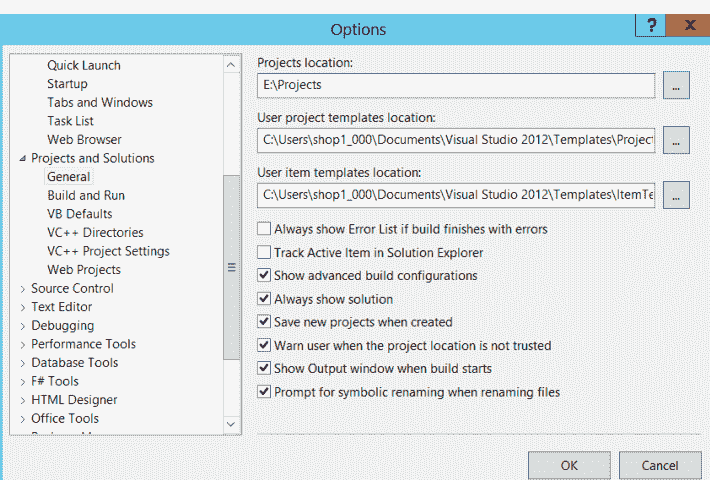 Options
?
x
Quick Launch
Startup
Tabs and Windows
Task List
Web Browser
Projects and Solutions
General
Build and Run
VB Defaults
VC++ Directories
VC++ Project Settings
Web Projects
Source Control
Text Editor
Debugging
Performance Tools
Database Tools
F# Tools
HTML Designer
Office Tools
Projects location:
E:\Projects
...
User project templates location:
C:\Users\shop1_000\Documents\Visual Studio 2012\Templates\Project
...
User item templates location:
C:\Users\shop1_000\Documents\Visual Studio 2012\Templates\ItemTe
...
Always show Error List if build finishes with errors
Track Active Item in Solution Explorer
Show advanced build configurations
Always show solution
Save new projects when created
Warn user when the project location is not trusted
Show Output window when build starts
Prompt for symbolic renaming when renaming files
OK
Cancel